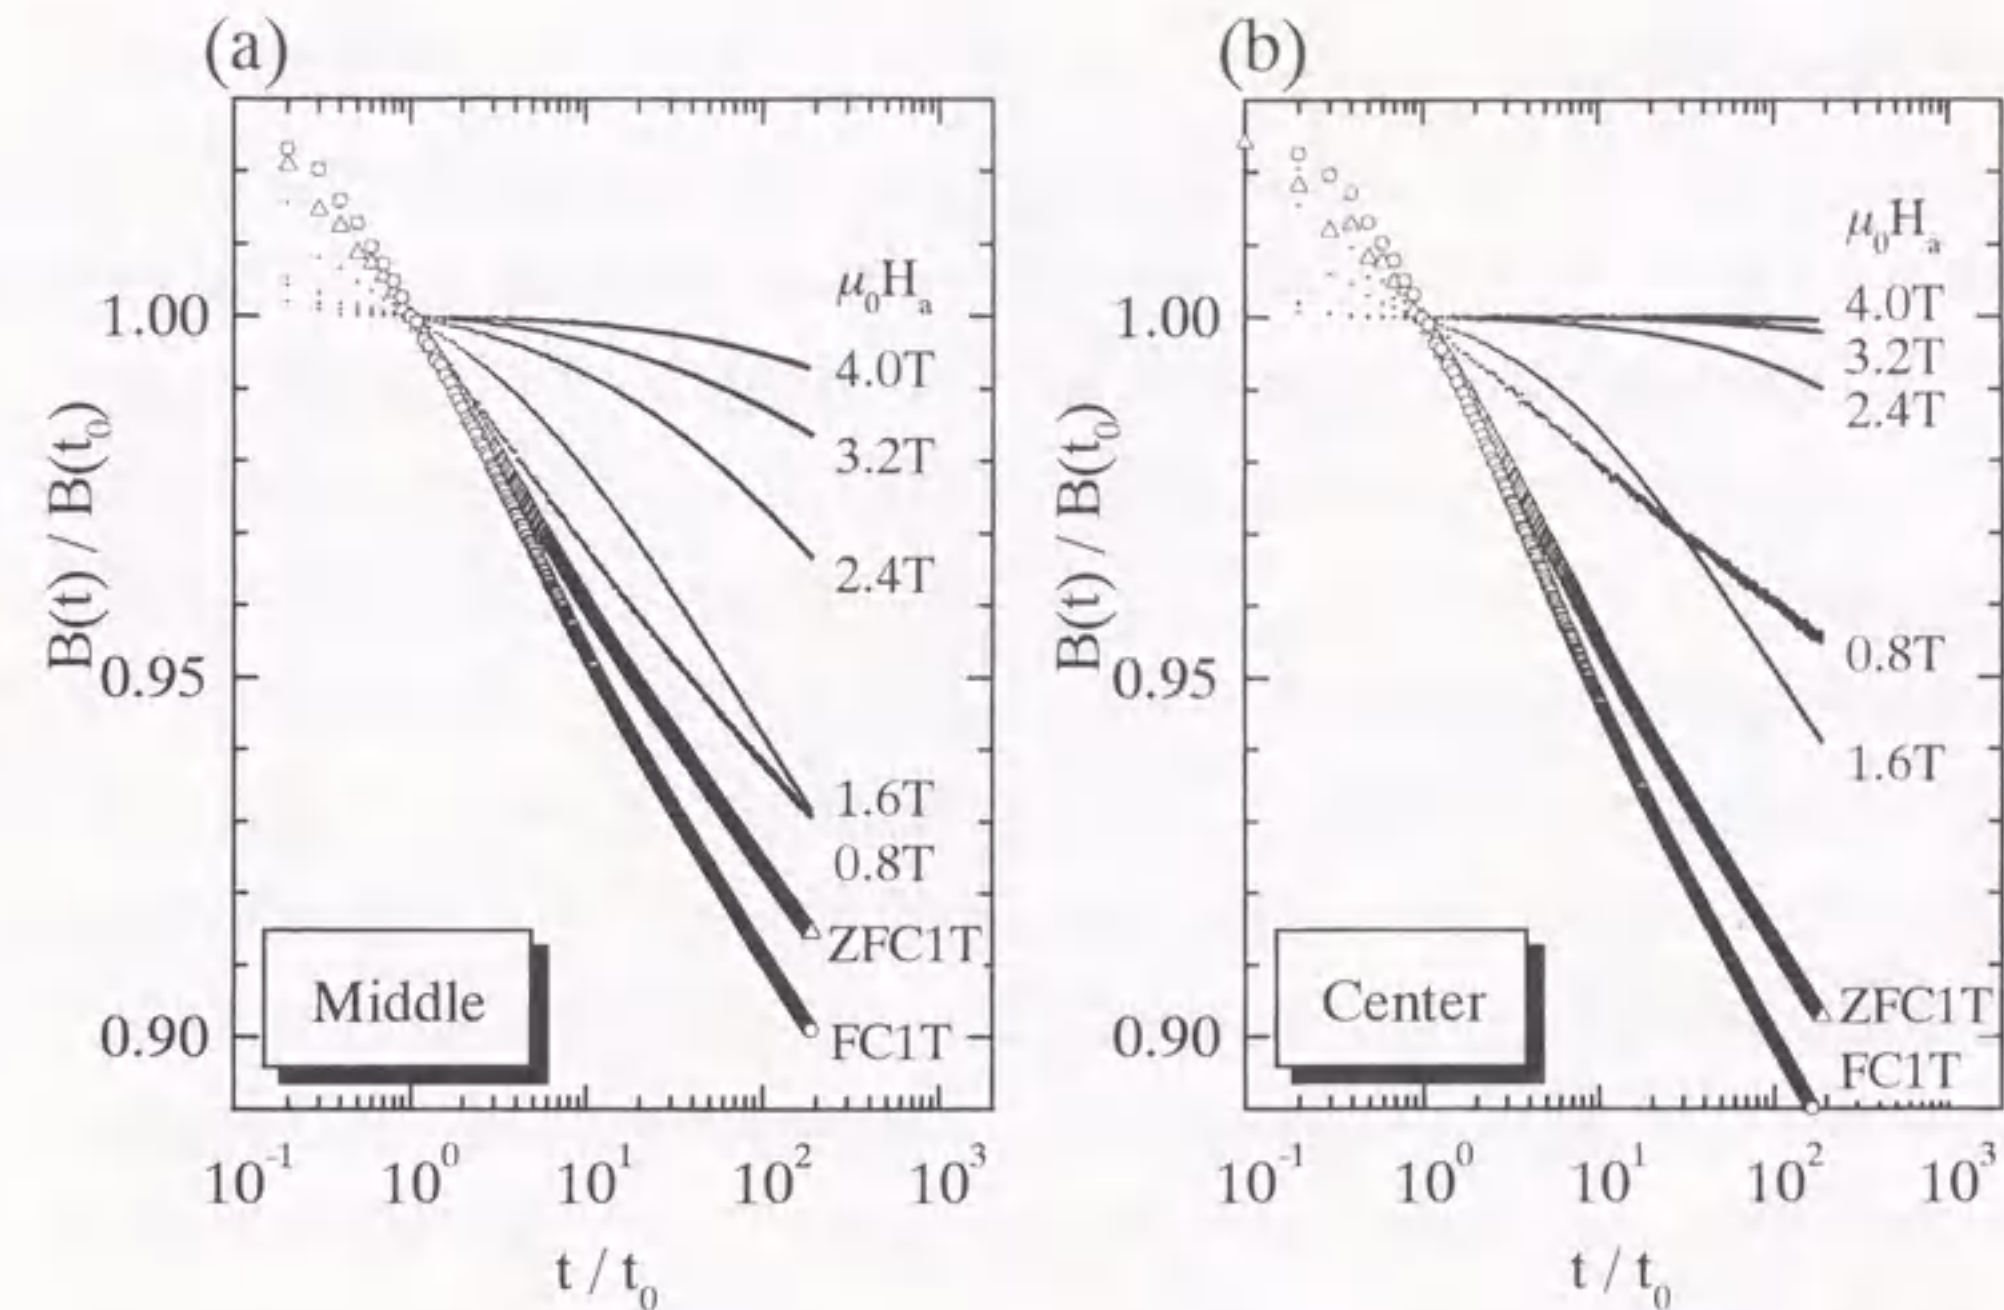 (a)
B(t) / B(t₀)
1.00
0.95
0.90
μ₀Hₐ
4.0T
3.2T
2.4T
1.6T
0.8T
ZFC1T
FC1T
Middle
10⁻¹ 10⁰ 10¹ 10² 10³
t / t₀
(b)
B(t) / B(t₀)
1.00
0.95
0.90
μ₀Hₐ
4.0T
3.2T
2.4T
0.8T
1.6T
ZFC1T
FC1T
Center
10⁻¹ 10⁰ 10¹ 10² 10³
t / t₀